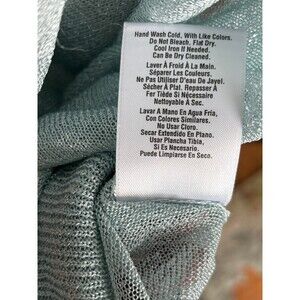 Hand Wash Cold, With Like Colors.
Do Not Bleach. Flat Dry.
Cool Iron If Needed.
Can Be Dry Cleaned.
Laver À Froid À La Main.
Séparer Les Couleurs.
Ne Pas Utiliser D'eau De Javel.
Sècher À Plat. Repasser À
Fer Tiède Si Nécessaire
Nettoyable À Sec.
Lavar A Mano En Agua Fria,
Con Colores Similares.
No Usar Cloro.
Secar Extendido En Plano.
Usar Plancha Tibia,
Si Es Necesario.
Puede Limpiarse En Seco.